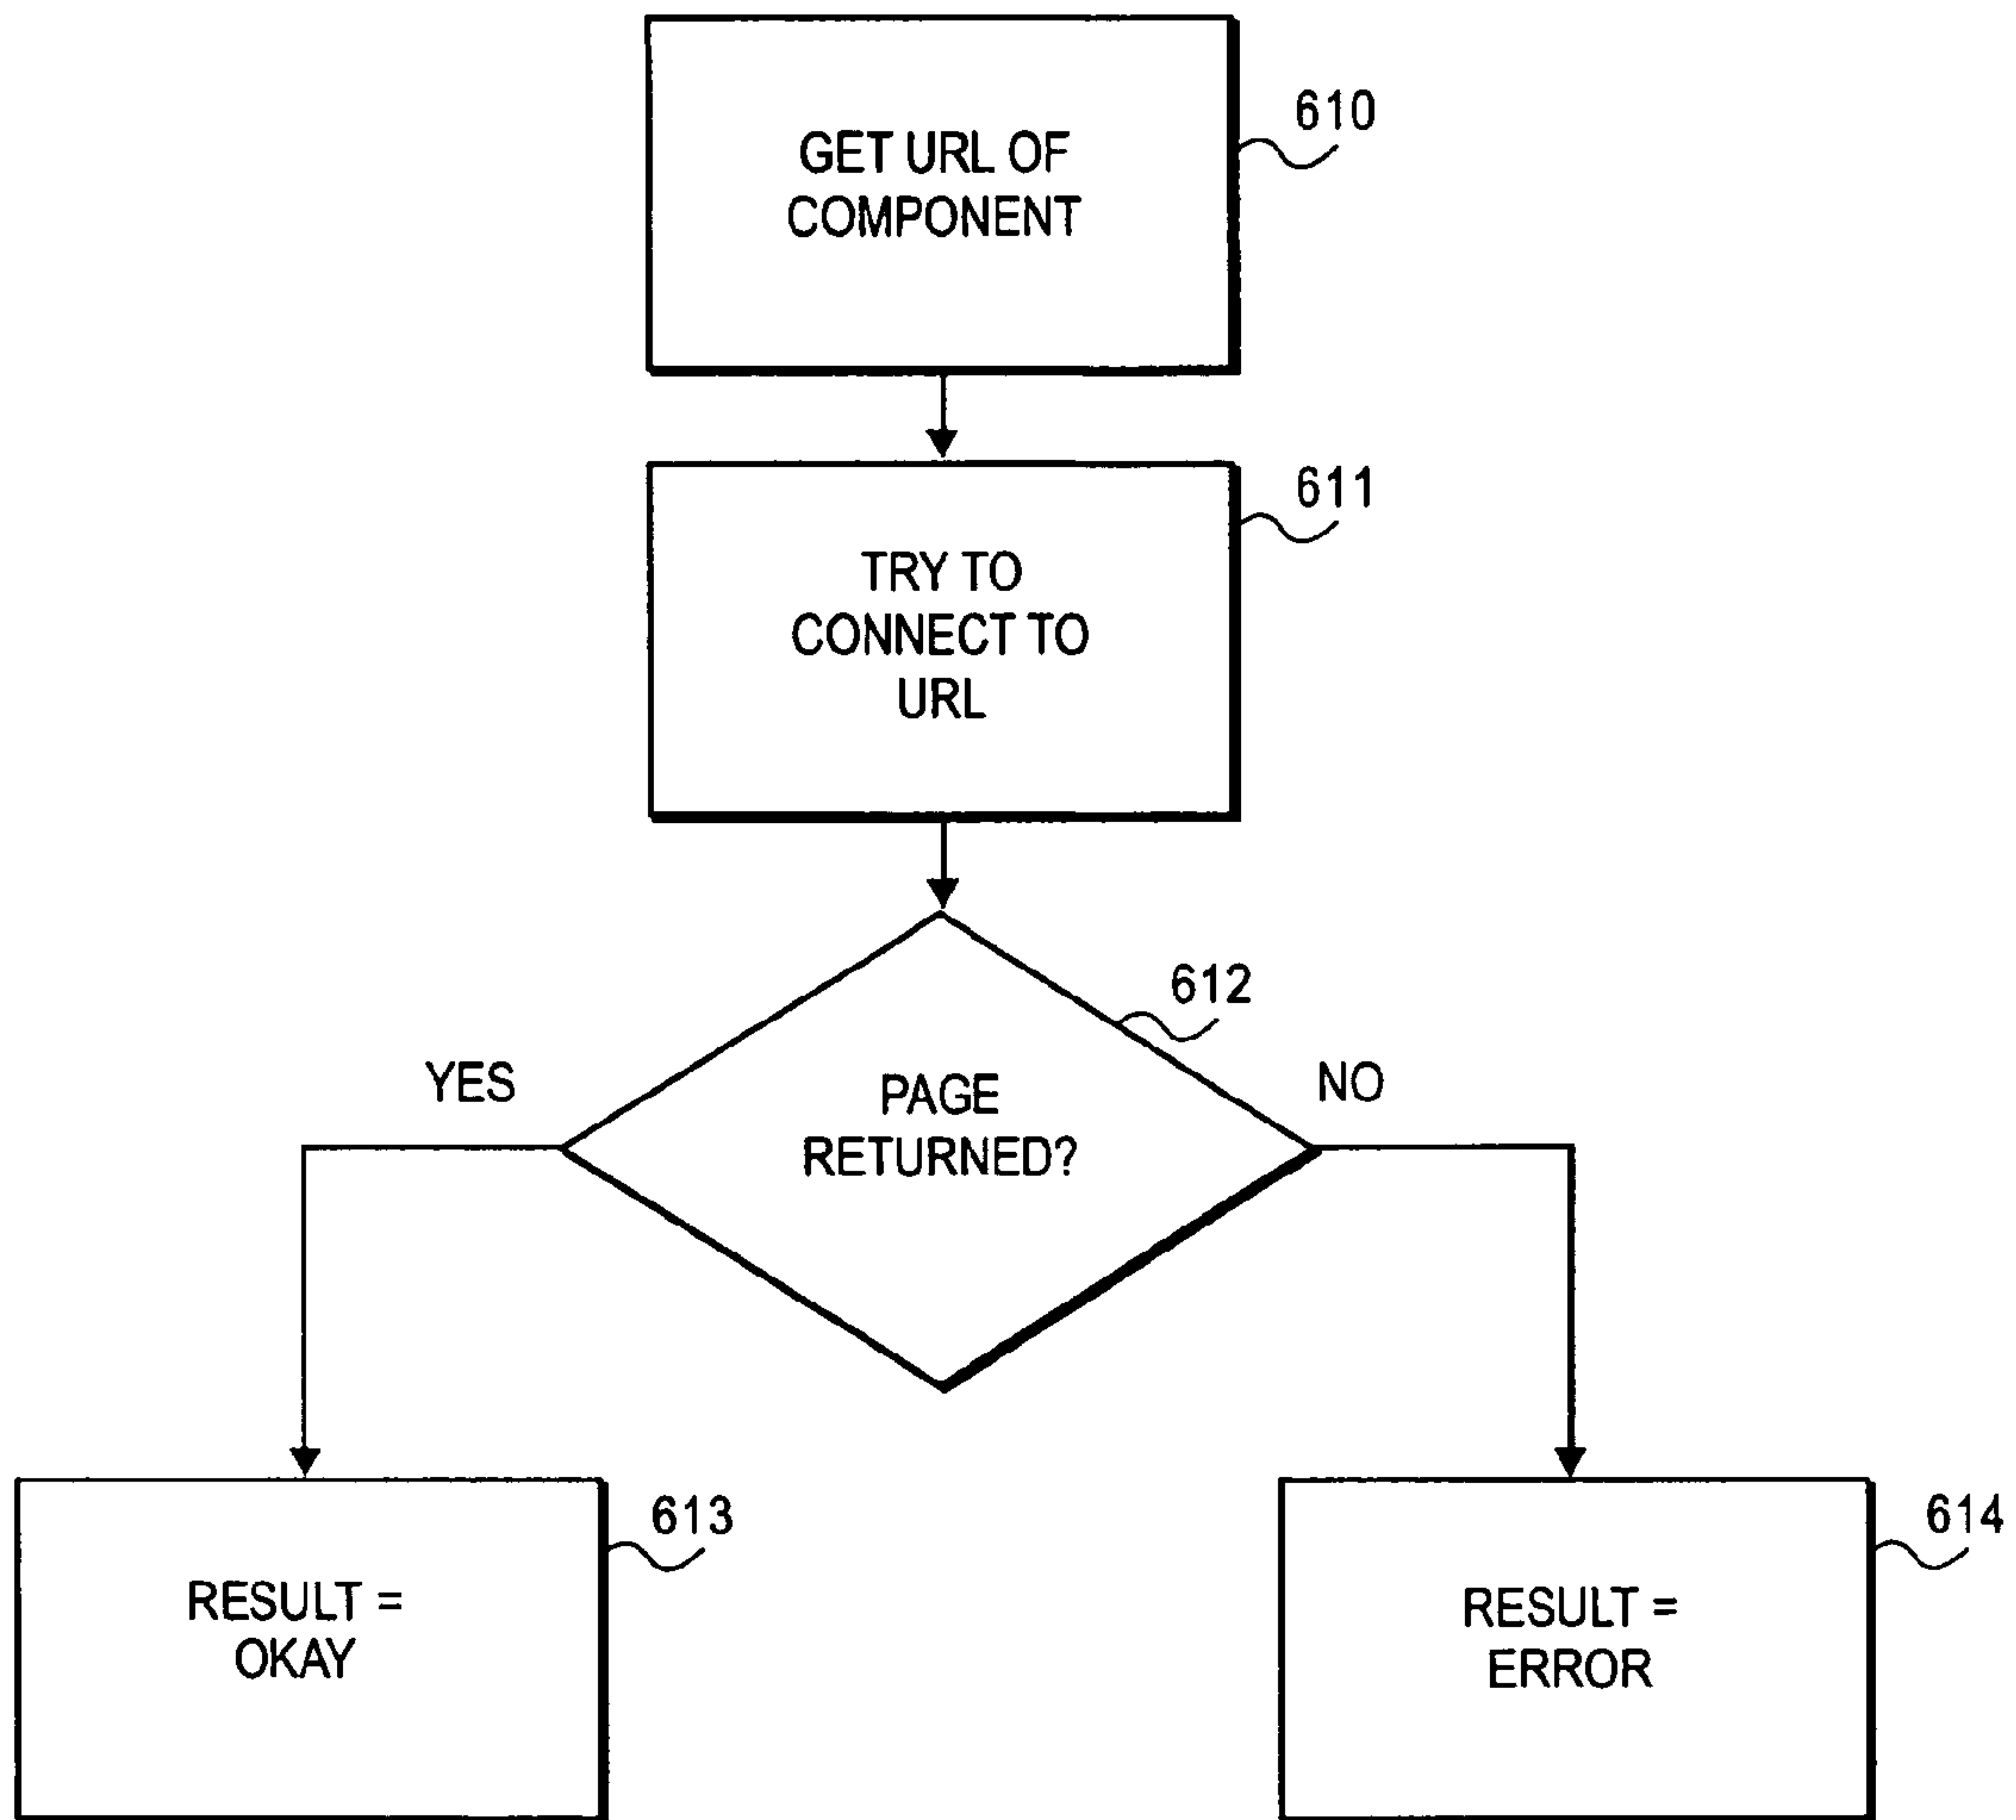 GET URL OF
COMPONENT
610
TRY TO
CONNECT TO
URL
611
PAGE
RETURNED?
612
YES
NO
RESULT =
OKAY
613
RESULT =
ERROR
614